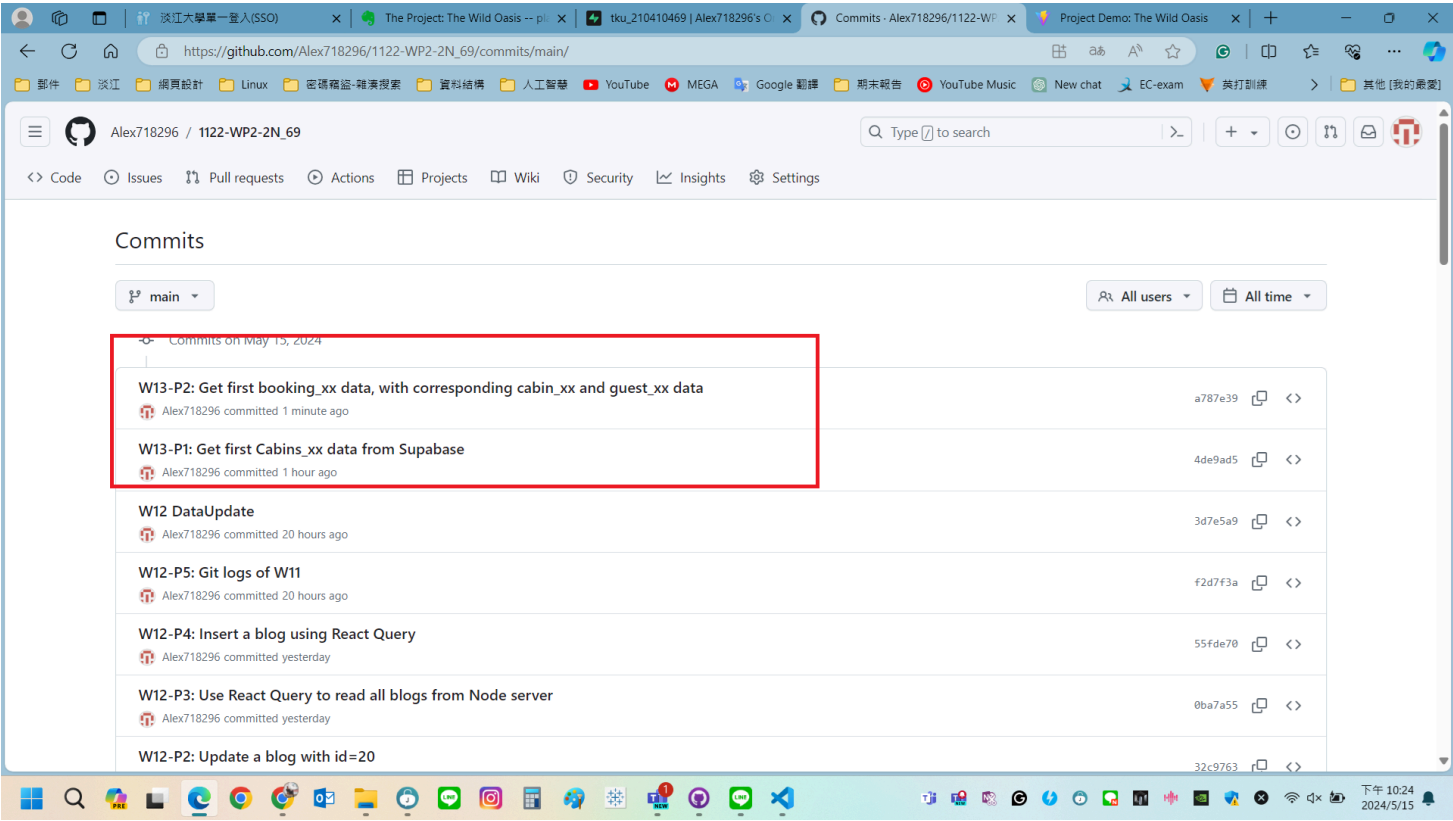 淡江大學單一登入(SSO)
The Project: The Wild Oasis -- pl
tku_210410469 | Alex718296's O
Commits · Alex718296/1122-WP
Project Demo: The Wild Oasis
https://github.com/Alex718296/1122-WP2-2N_69/commits/main/
郵件
淡江
網頁設計
Linux
密碼竊盜-雜湊搜索
資料結構
人工智慧
YouTube
MEGA
Google 翻譯
期末報告
YouTube Music
New chat
EC-exam
英打訓練
其他 [我的最愛]
Alex718296 / 1122-WP2-2N_69
Type / to search
Code
Issues
Pull requests
Actions
Projects
Wiki
Security
Insights
Settings
Commits
main
All users
All time
Commits on May 15, 2024
W13-P2: Get first booking_xx data, with corresponding cabin_xx and guest_xx data
Alex718296 committed 1 minute ago
a787e39
W13-P1: Get first Cabins_xx data from Supabase
Alex718296 committed 1 hour ago
4de9ad5
W12 DataUpdate
Alex718296 committed 20 hours ago
3d7e5a9
W12-P5: Git logs of W11
Alex718296 committed 20 hours ago
f2d7f3a
W12-P4: Insert a blog using React Query
Alex718296 committed yesterday
55fde70
W12-P3: Use React Query to read all blogs from Node server
Alex718296 committed yesterday
0ba7a55
W12-P2: Update a blog with id=20
32c9763
下午 10:24
2024/5/15